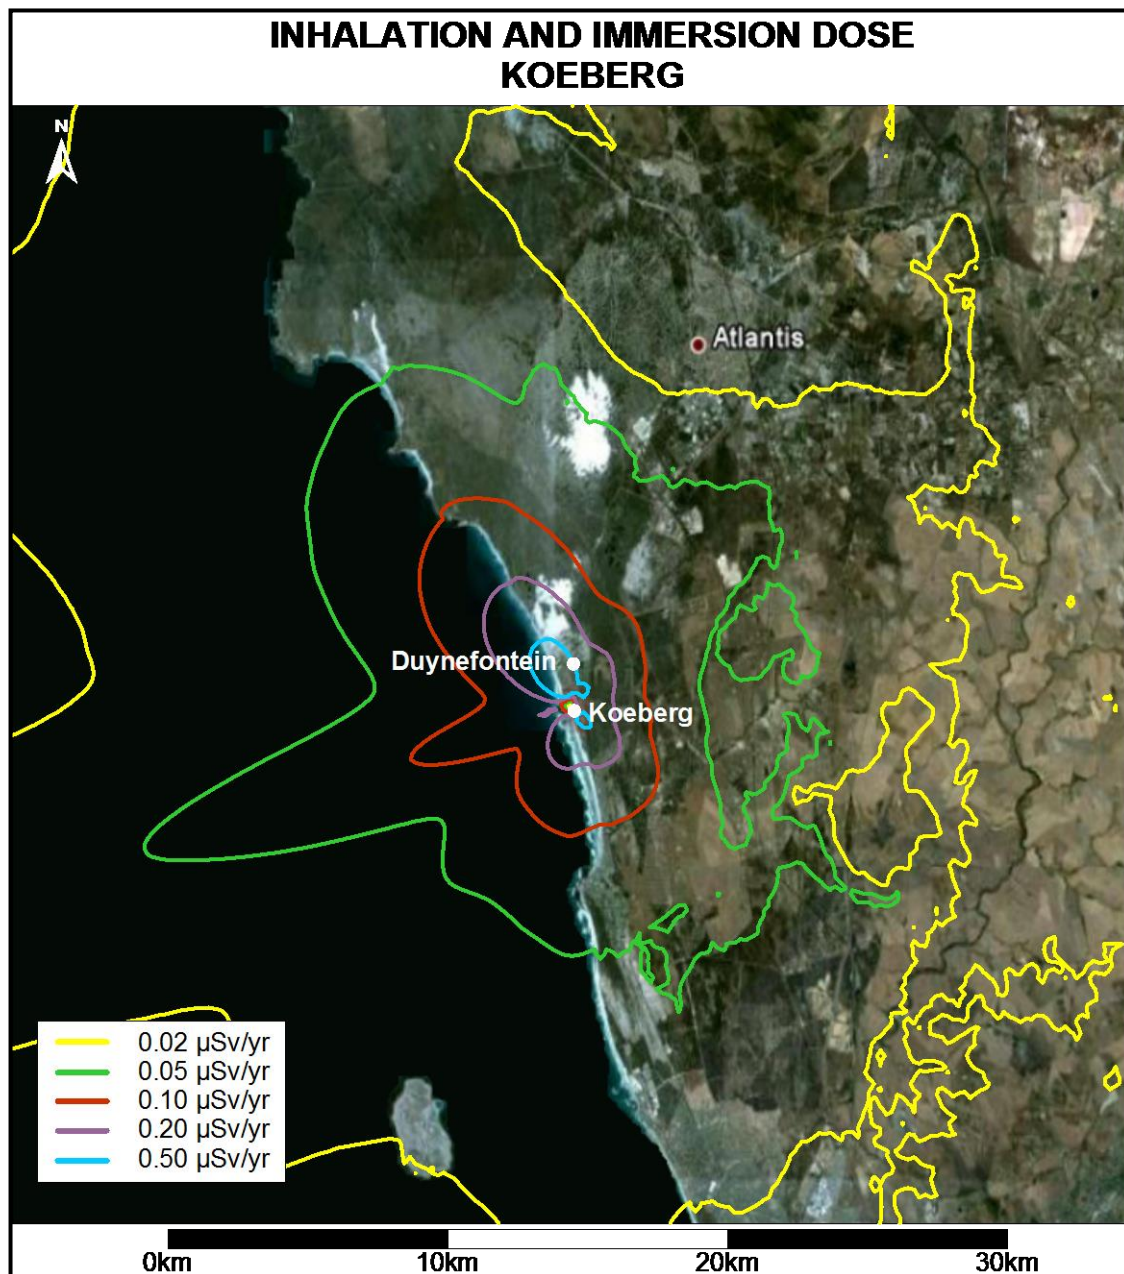 INHALATION AND IMMERSION DOSE
KOEBERG
N
Atlantis
Duynefontein
Koeberg
0.02 µSv/yr
0.05 µSv/yr
0.10 µSv/yr
0.20 µSv/yr
0.50 µSv/yr
0km 10km 20km 30km